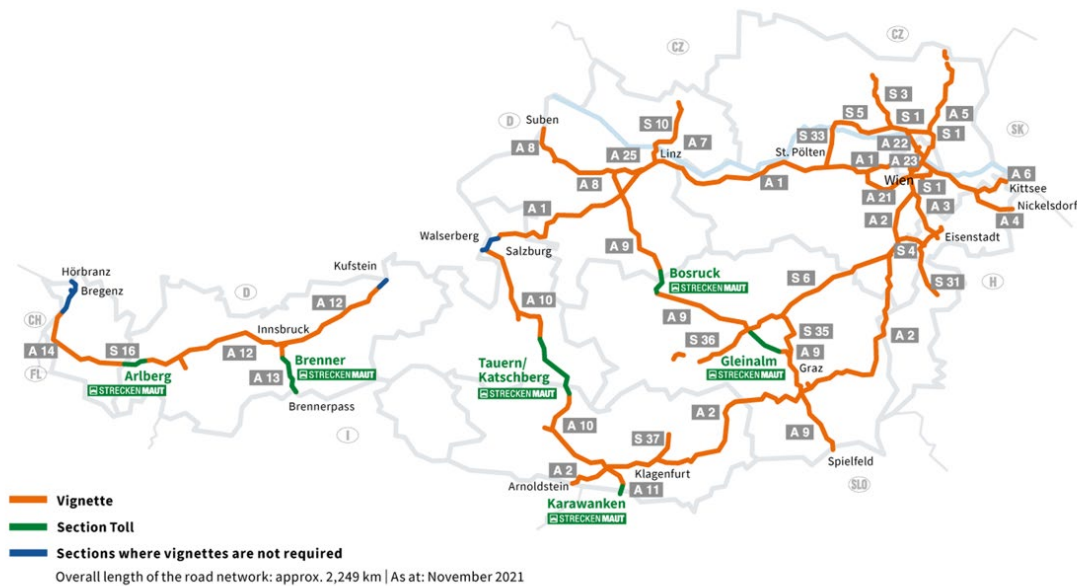 CZ
CZ
S 3
S 5
S 1
A 5
Suben
D
S 10
A 7
S 33
S 1
SK
A 8
A 25
Linz
St. Pölten
A 22
A 1
A 23
A 8
A 1
Wien
S 1
A 6
Kittsee
A 21
A 3
Nickelsdorf
A 1
A 2
A 4
Walserberg
Salzburg
A 9
Eisenstadt
S 4
Hörbranz
Bregenz
Kufstein
D
Bosruck
STRECKENMAUT
S 6
S 31
H
A 12
A 10
CH
Innsbruck
A 9
S 35
A 2
S 36
A 14
S 16
A 12
Brenner
STRECKENMAUT
Tauern/
Katschberg
STRECKENMAUT
Gleinalm
STRECKENMAUT
A 9
Graz
FL
Arlberg
STRECKENMAUT
A 13
Brennerpass
I
A 10
S 37
A 2
A 9
Spielfeld
A 2
Klagenfurt
Arnoldstein
A 11
SLO
Karawanken
STRECKENMAUT
Vignette
Section Toll
Sections where vignettes are not required
Overall length of the road network: approx. 2,249 km | As at: November 2021